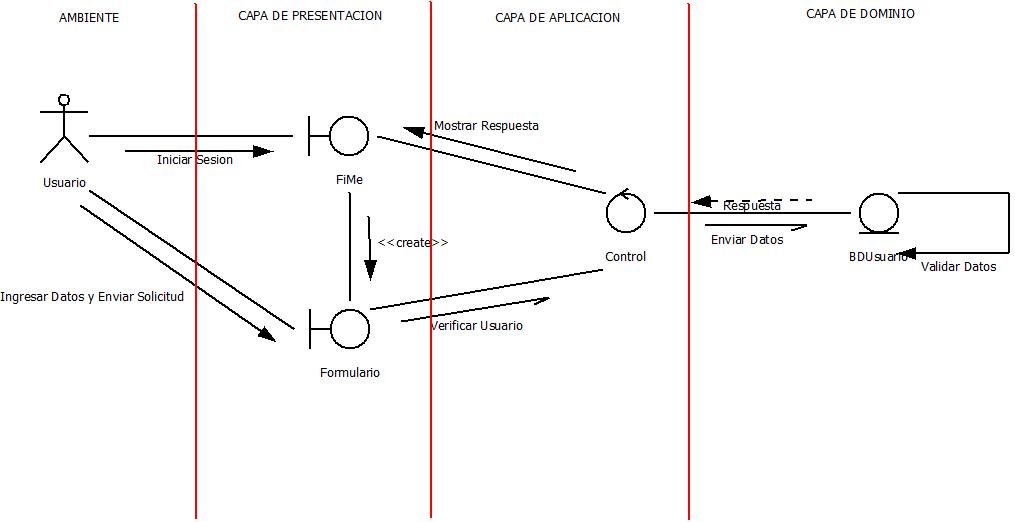 AMBIENTE
CAPA DE PRESENTACION
CAPA DE APLICACION
CAPA DE DOMINIO
Mostrar Respuesta
Iniciar Sesion
Usuario
FiMe
Respuesta
<<create>>
Enviar Datos
Control
BDUsuario
Validar Datos
Ingresar Datos y Enviar Solicitud
Verificar Usuario
Formulario